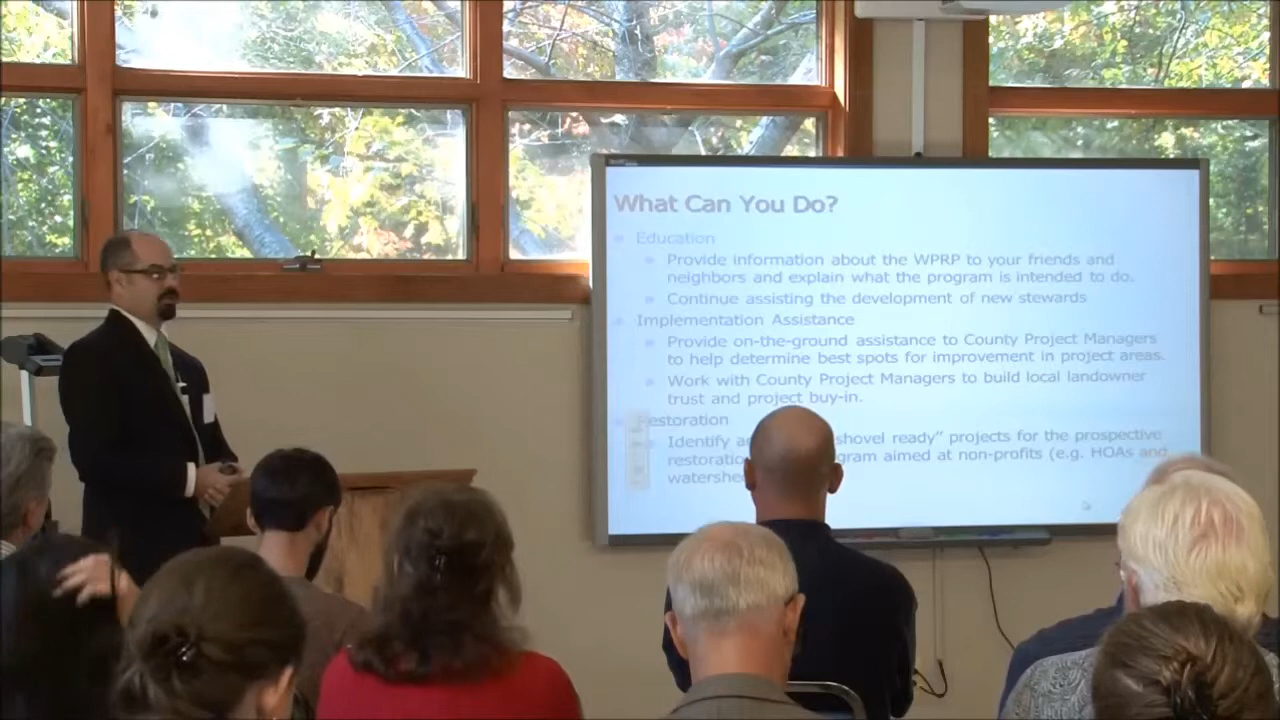 What Can You Do?
Education
Provide information about the WPRP to your friends and
neighbors and explain what the program is intended to do.
Continue assisting the development of new stewards
Implementation Assistance
Provide on-the-ground assistance to County Project Managers
to help determine best spots for improvement in project areas.
Work with County Project Managers to build local landowner
trust and project buy-in.
estoration
Identify shovel ready" projects for the prospective
restoratio gram aimed at non-profits (e.g. HOAs and
watershe